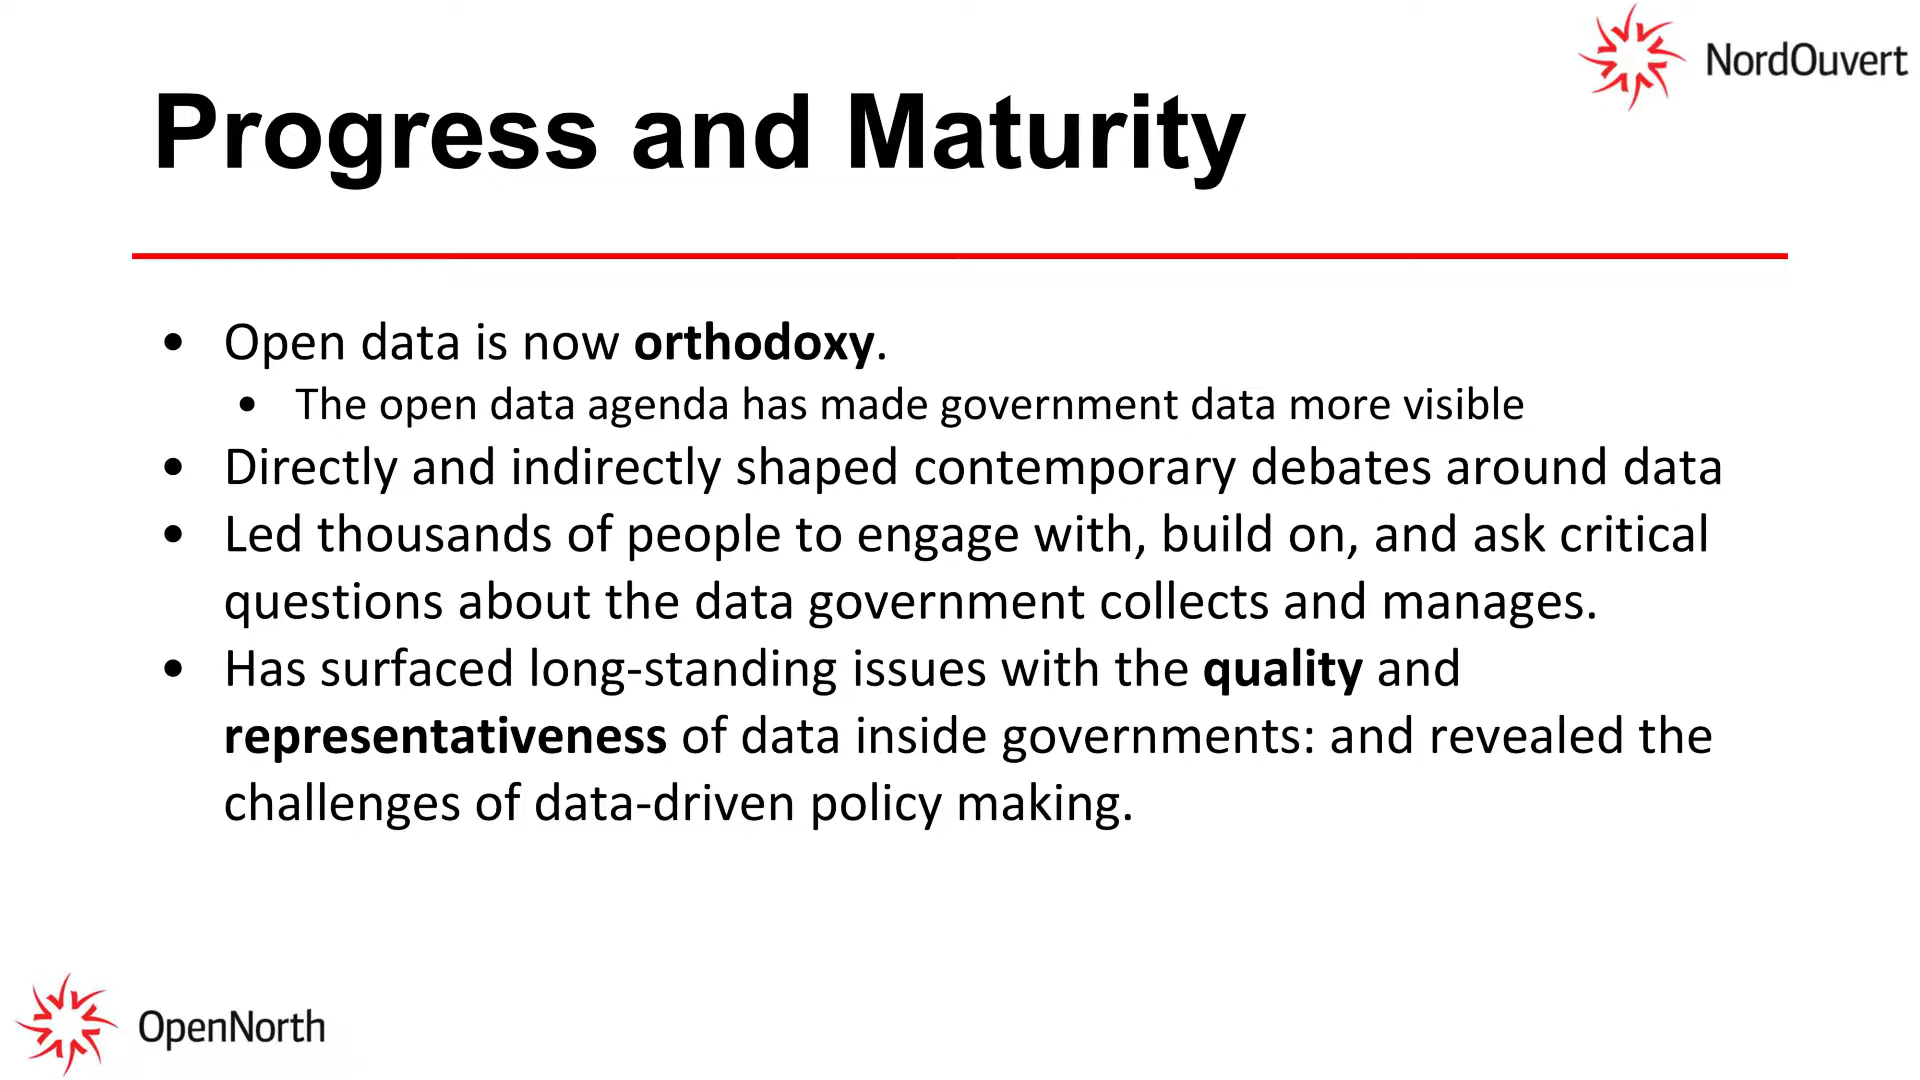 NordOuvert
Progress and Maturity
• Open data is now orthodoxy.
• The open data agenda has made government data more visible
• Directly and indirectly shaped contemporary debates around data
• Led thousands of people to engage with, build on, and ask critical
questions about the data government collects and manages.
• Has surfaced long-standing issues with the quality and
representativeness of data inside governments: and revealed the
challenges of data-driven policy making.
OpenNorth